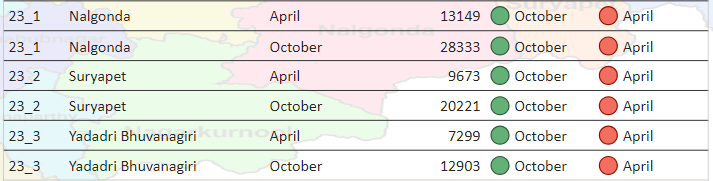 23_1 Nalgonda April 13149 October April
23_1 Nalgonda October 28333 October April
23_2 Suryapet April 9673 October April
23_2 Suryapet October 20221 October April
23_3 Yadadri Bhuvanagiri April 7299 October April
23_3 Yadadri Bhuvanagiri October 12903 October April